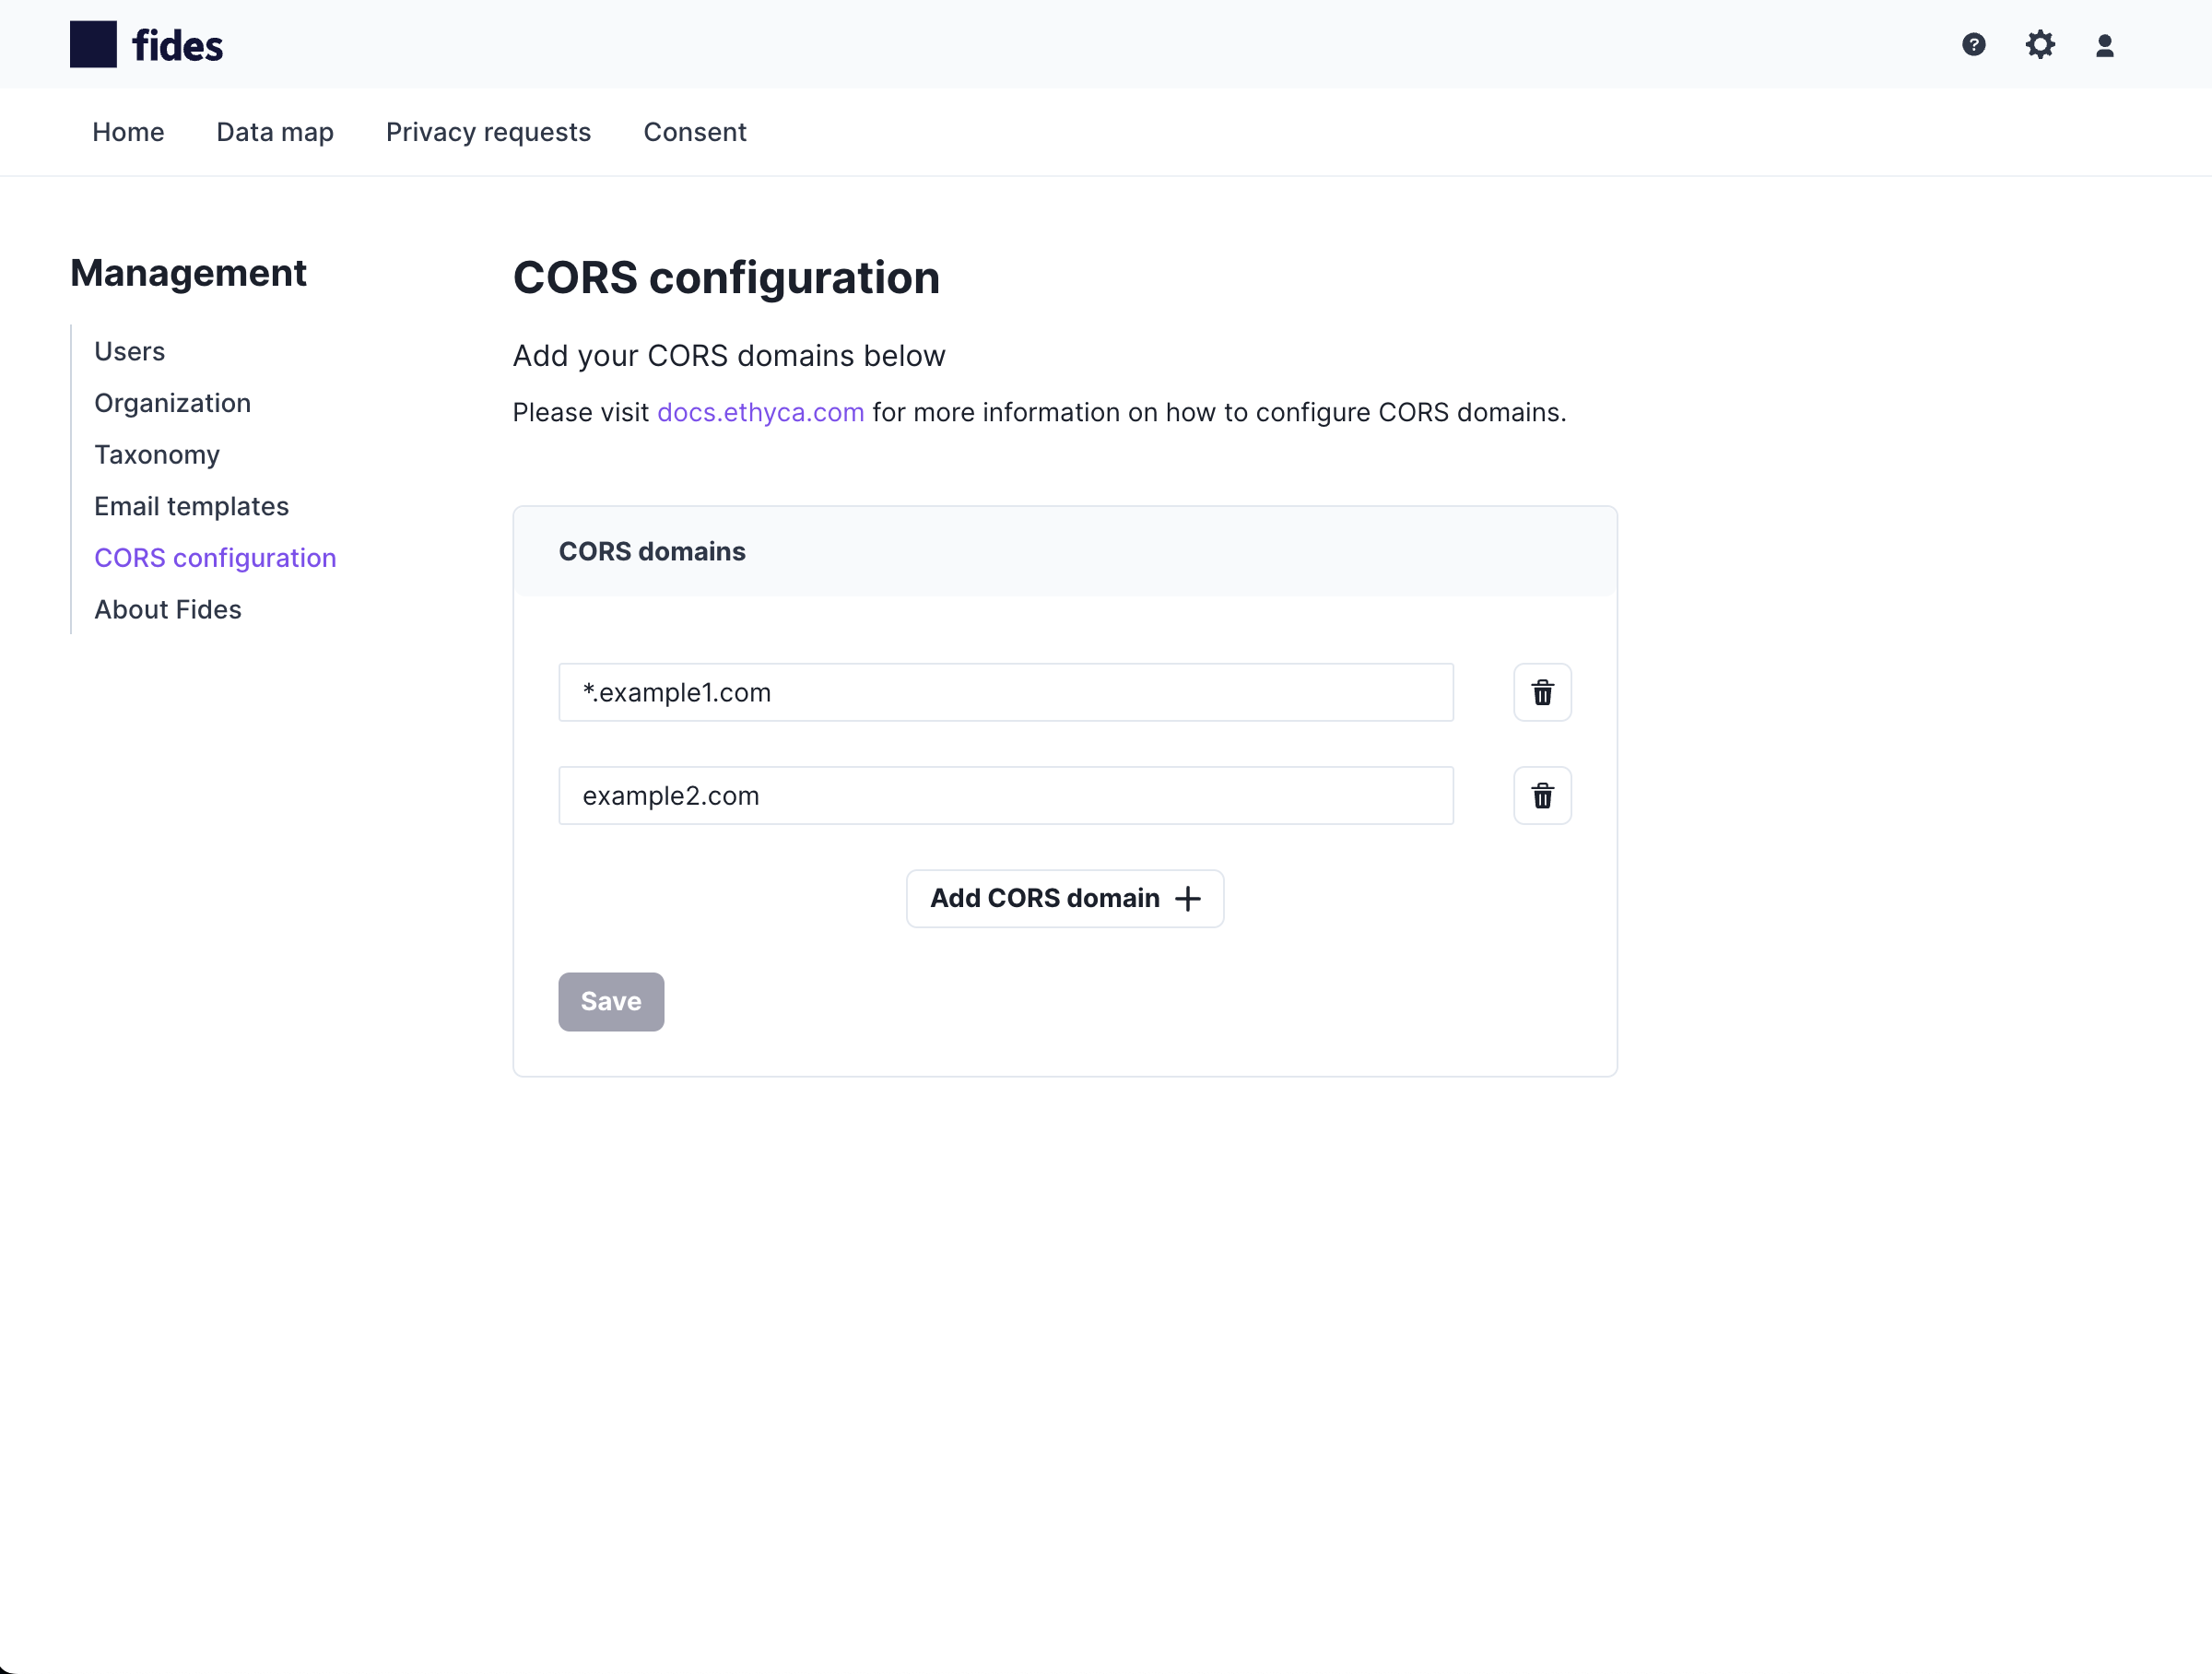 fides
?
Home Data map Privacy requests Consent
Management
Users
Organization
Taxonomy
Email templates
CORS configuration
About Fides
CORS configuration
Add your CORS domains below
Please visit docs.ethyca.com for more information on how to configure CORS domains.
CORS domains
*.example1.com
example2.com
Add CORS domain +
Save